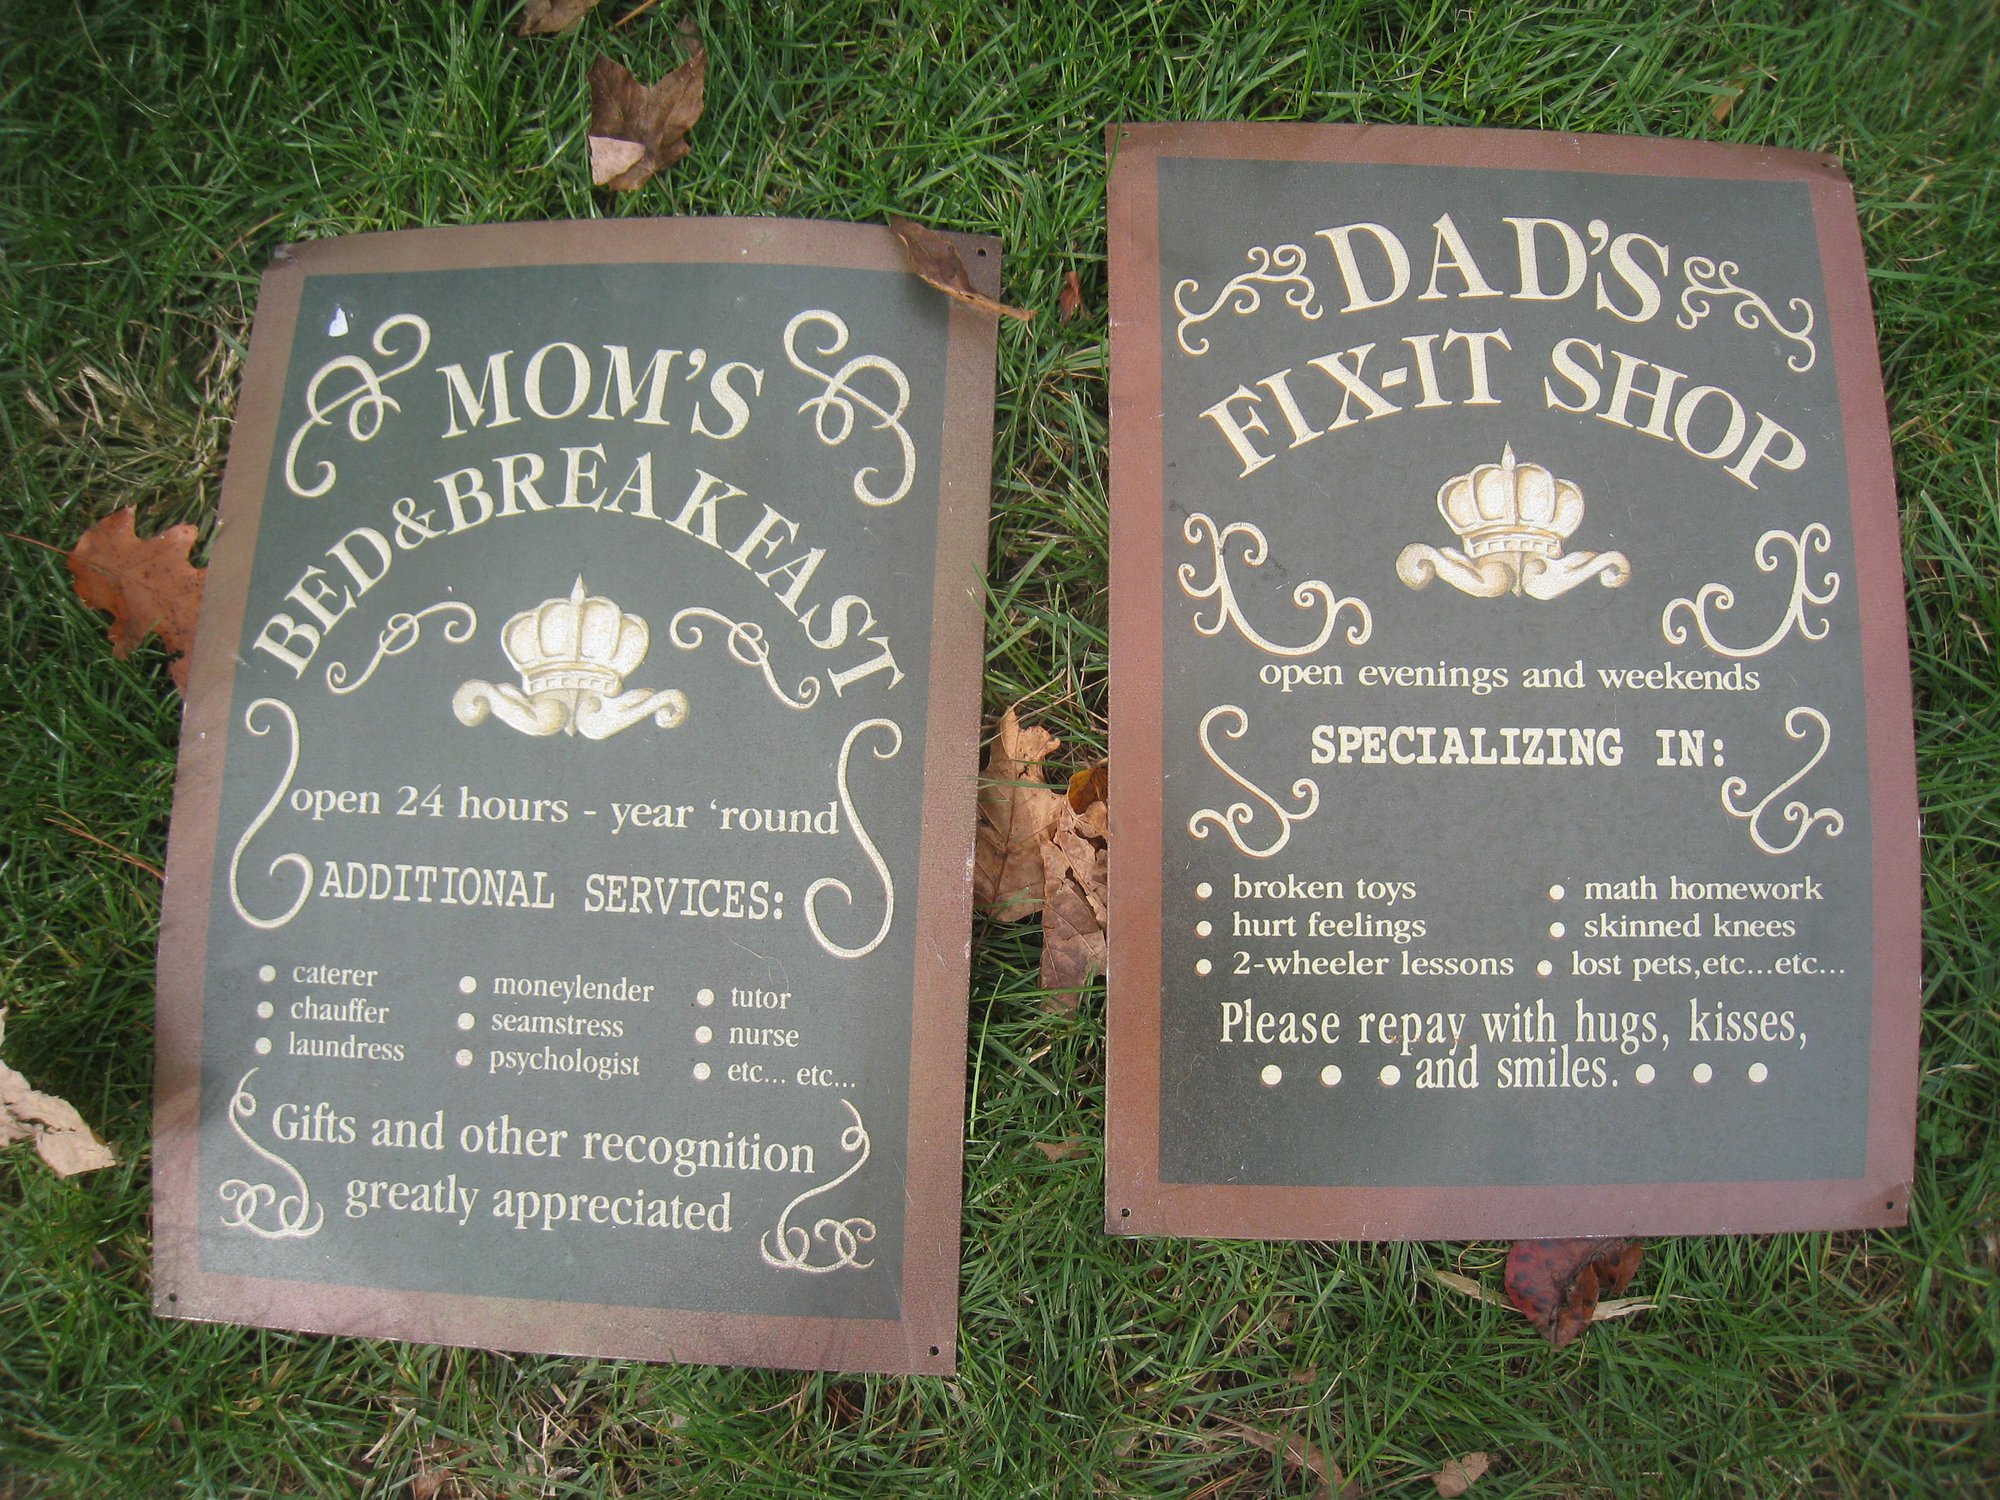 MOM'S
BED & BREAKFAST
open 24 hours - year 'round
ADDITIONAL SERVICES:
• caterer • moneylender • tutor
• chauffer • seamstress • nurse
• laundress • psychologist • etc... etc...
Gifts and other recognition
greatly appreciated
DAD'S
FIX-IT SHOP
open evenings and weekends
SPECIALIZING IN:
• broken toys • math homework
• hurt feelings • skinned knees
• 2-wheeler lessons • lost pets,etc...etc...
Please repay with hugs, kisses,
• • • and smiles. • • •